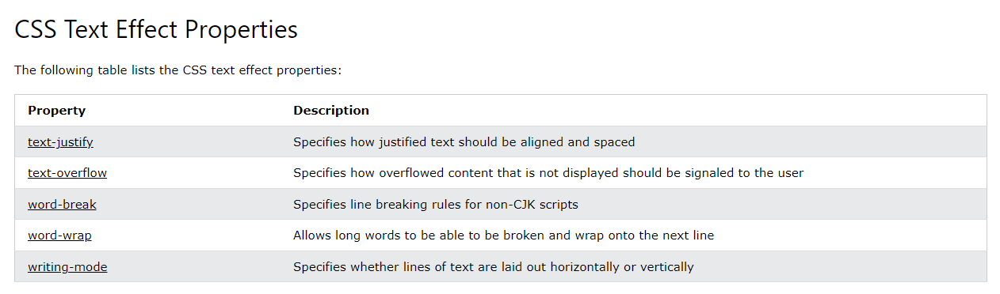 CSS Text Effect Properties
The following table lists the CSS text effect properties:
Property Description
text-justify Specifies how justified text should be aligned and spaced
text-overflow Specifies how overflowed content that is not displayed should be signaled to the user
word-break Specifies line breaking rules for non-CJK scripts
word-wrap Allows long words to be able to be broken and wrap onto the next line
writing-mode Specifies whether lines of text are laid out horizontally or vertically